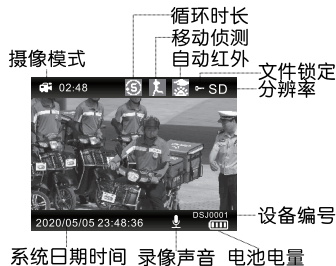 循环时长
移动侦测
自动红外
摄像模式
文件锁定
02:48
S
SD
分辨率
DSJ0001
设备编号
2020/05/05 23:48:36
系统日期时间
录像声音
电池电量